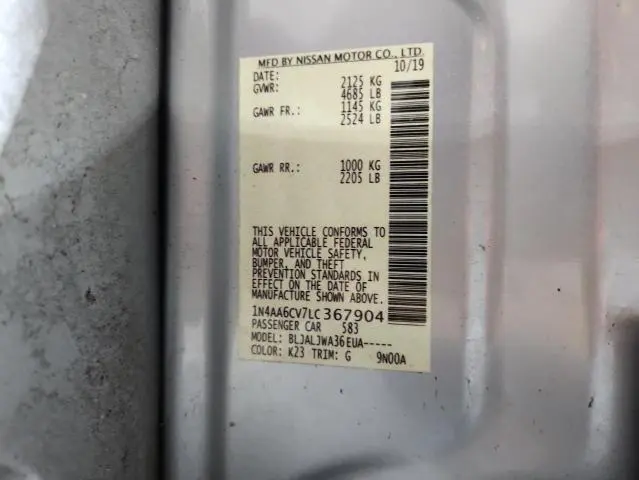 MFD BY NISSAN MOTOR CO., LTD.
DATE: 10/19
GVWR: 2125 KG
4685 LB
GAWR FR.: 1145 KG
2524 LB
GAWR RR.: 1000 KG
2205 LB
THIS VEHICLE CONFORMS TO
ALL APPLICABLE FEDERAL
MOTOR VEHICLE SAFETY,
BUMPER, AND THEFT
PREVENTION STANDARDS IN
EFFECT ON THE DATE OF
MANUFACTURE SHOWN ABOVE.
1N4AA6CV7LC367904
PASSENGER CAR 583
MODEL: BLJALJWA36EUA-----
COLOR: K23 TRIM: G 9N00A